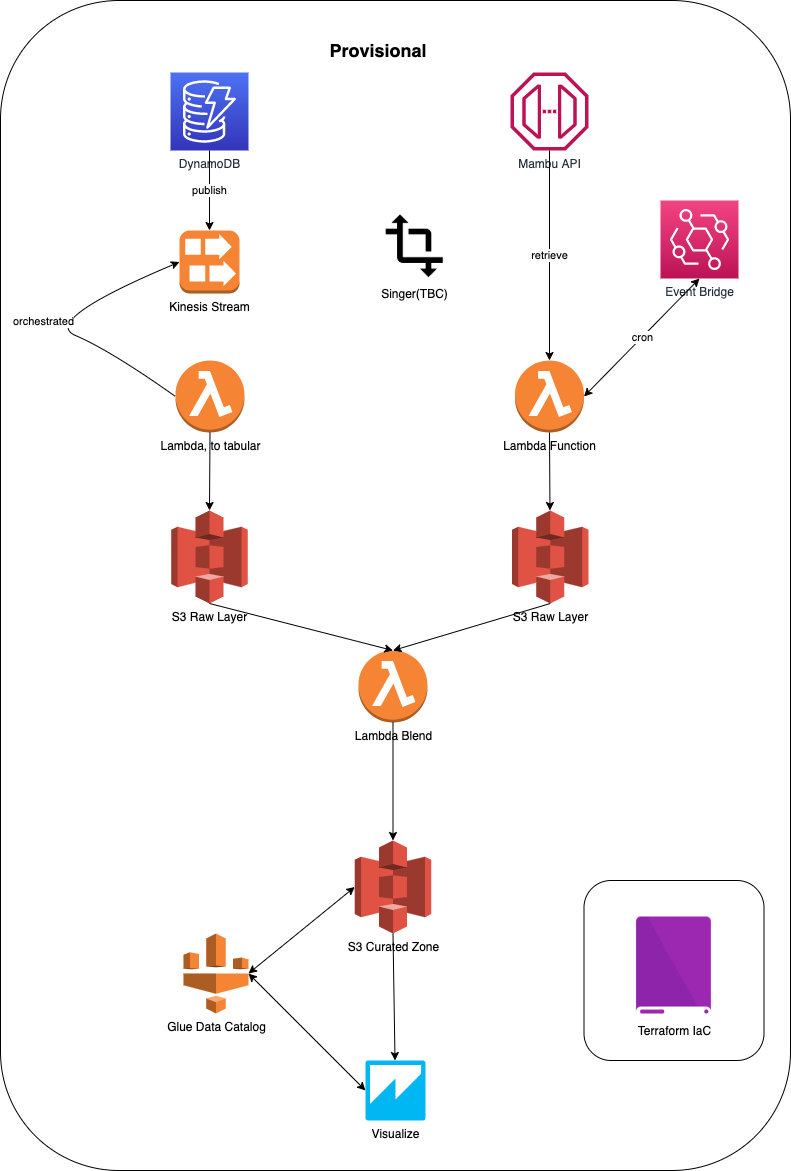 Provisional
DynamoDB
Mambu API
publish
retrieve
Event Bridge
Singer(TBC)
Kinesis Stream
orchestrated
cron
Lambda, to tabular
Lambda Function
S3 Raw Layer
S3 Raw Layer
Lambda Blend
S3 Curated Zone
Glue Data Catalog
Terraform IaC
Visualize